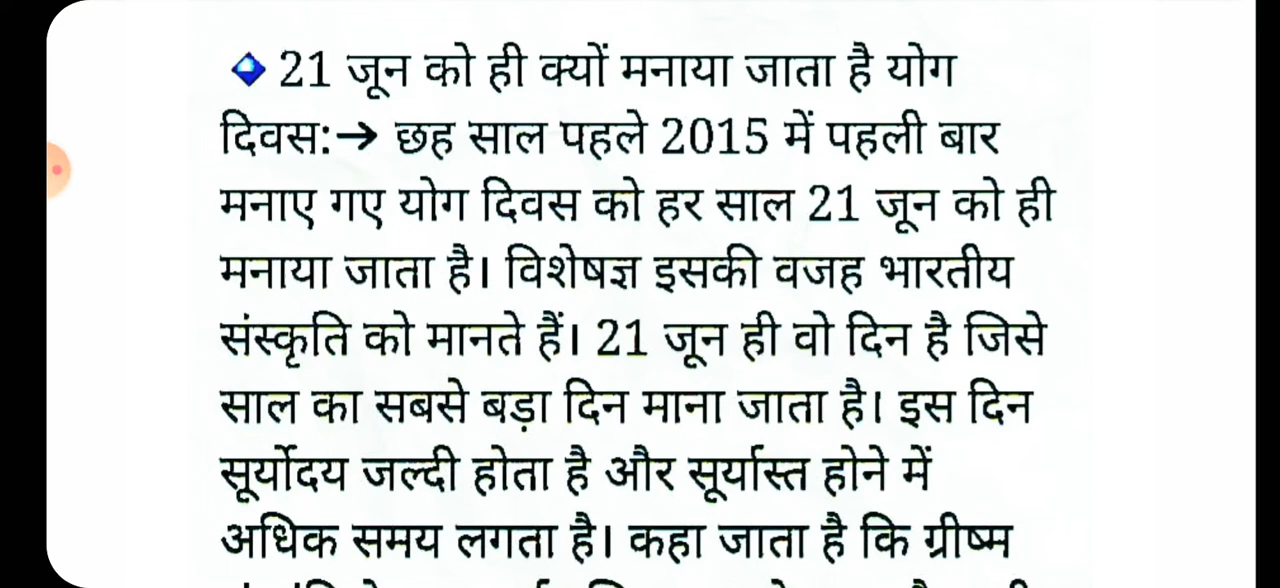 🔹 21 जून को ही क्यों मनाया जाता है योग
दिवस:→ छह साल पहले 2015 में पहली बार
मनाए गए योग दिवस को हर साल 21 जून को ही
मनाया जाता है। विशेषज्ञ इसकी वजह भारतीय
संस्कृति को मानते हैं। 21 जून ही वो दिन है जिसे
साल का सबसे बड़ा दिन माना जाता है। इस दिन
सूर्योदय जल्दी होता है और सूर्यास्त होने में
अधिक समय लगता है। कहा जाता है कि ग्रीष्म